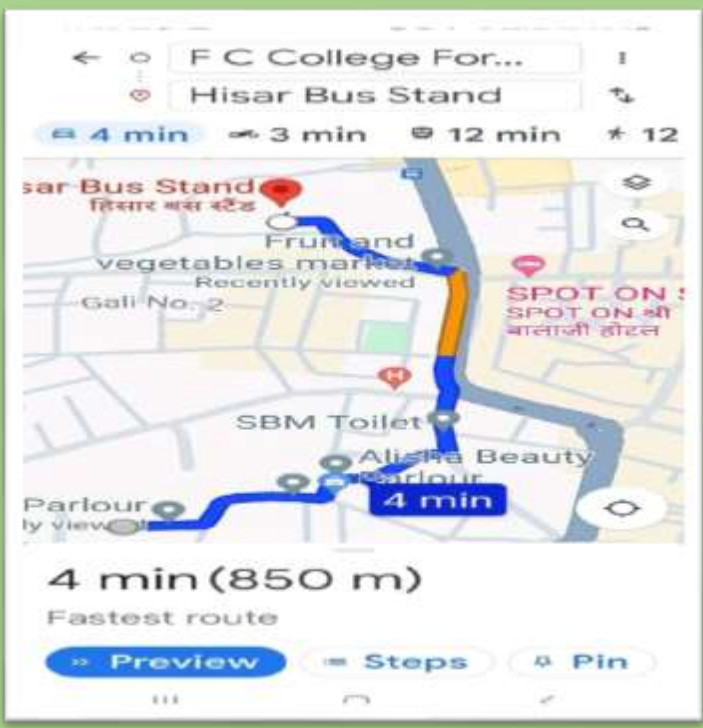 F C College For...
Hisar Bus Stand
4 min
3 min
12 min
12
sar Bus Stand
हिसार बस स्टैंड
and
vegetables market
Recently viewed
Gali No. 2
SPOT ON
SPOT ON श्री
बालाजी होटल
H
SBM Toilet
Alisha Beauty
Parlour
4 min
Parlour
4 min (850 m)
Fastest route
Preview
Steps
Pin